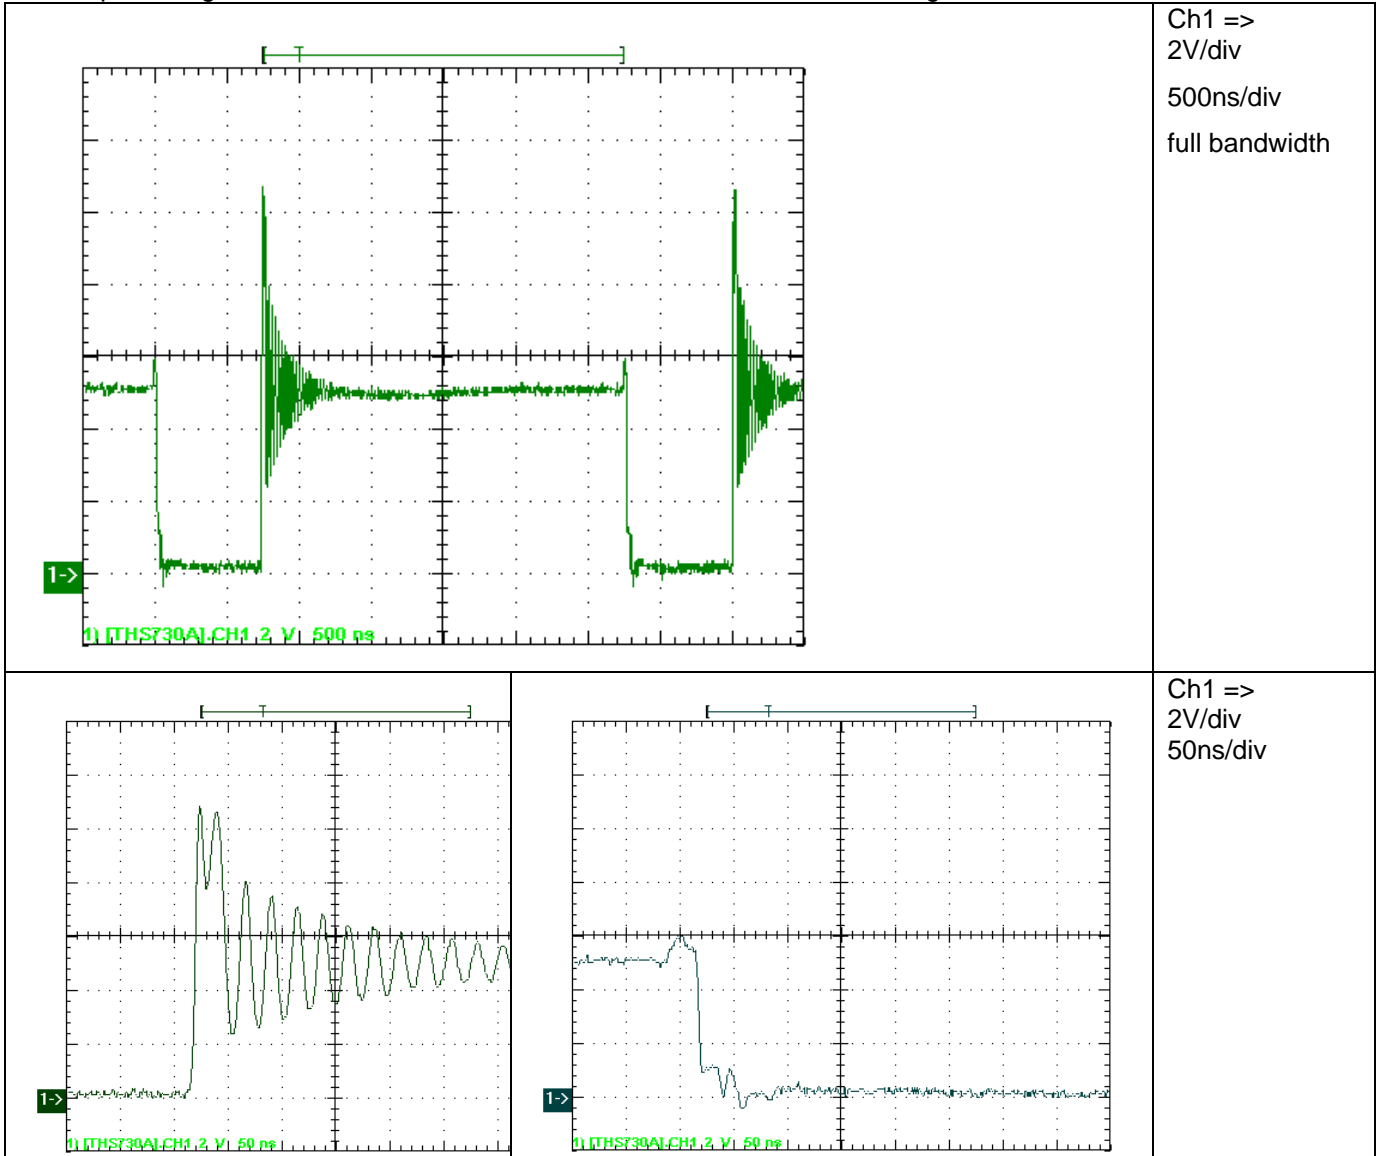 Ch1 =>
2V/div
500ns/div
full bandwidth
1->
1) [THS730A].CH1 2 V 500 ns
Ch1 =>
2V/div
50ns/div
1->
1) [THS730A].CH1 2 V 50 ns
1->
1) [THS730A].CH1 2 V 50 ns